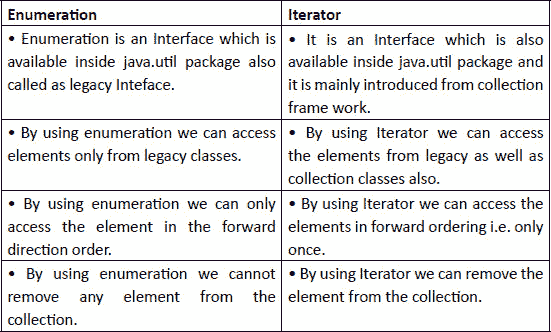 Enumeration
Iterator
• Enumeration is an Interface which is
available inside java.util package also
called as legacy Inteface.
• It is an Interface which is also
available inside java.util package and
it is mainly introduced from collection
frame work.
• By using enumeration we can access
elements only from legacy classes.
• By using Iterator we can access
the elements from legacy as well as
collection classes also.
• By using enumeration we can only
access the element in the forward
direction order.
• By using Iterator we can access the
elements in forward ordering i.e. only
once.
• By using enumeration we cannot
remove any element from the
collection.
• By using Iterator we can remove the
element from the collection.